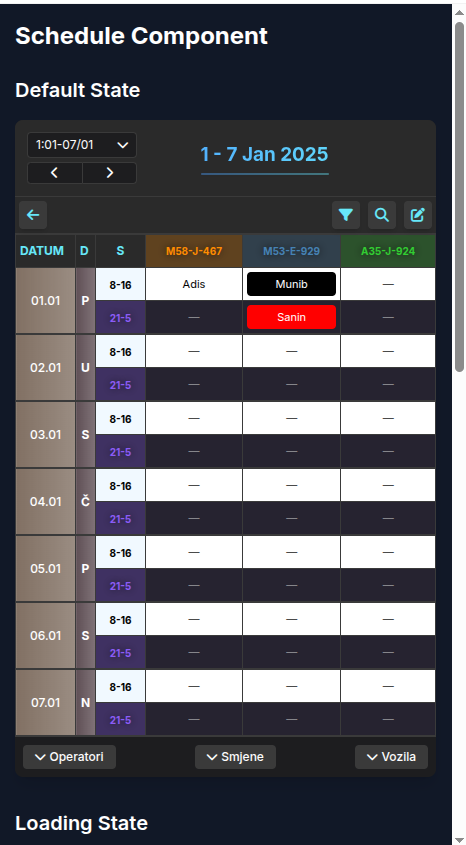 Schedule Component
Default State
1:01-07/01
1 - 7 Jan 2025
DATUM D S M58-J-467 M53-E-929 A35-J-924
01.01 P 8-16 Adis Munib —
21-5 — Sanin —
02.01 U 8-16 — — —
21-5 — — —
03.01 S 8-16 — — —
21-5 — — —
04.01 Č 8-16 — — —
21-5 — — —
05.01 P 8-16 — — —
21-5 — — —
06.01 S 8-16 — — —
21-5 — — —
07.01 N 8-16 — — —
21-5 — — —
Operatori Smjene Vozila
Loading State